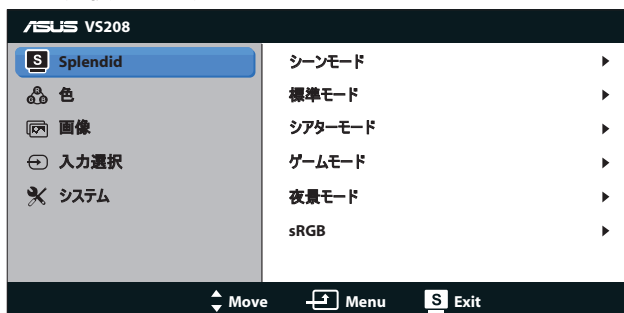 ASUS VS208
S Splendid
色
画像
入力選択
システム
シーンモード
標準モード
シアターモード
ゲームモード
夜景モード
sRGB
Move Menu S Exit